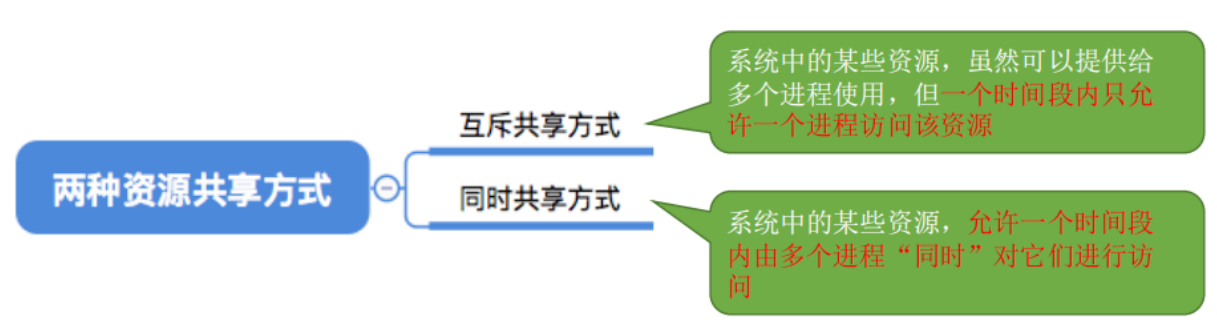 两种资源共享方式
互斥共享方式
系统中的某些资源，虽然可以提供给
多个进程使用，但一个时间段内只允
许一个进程访问该资源
同时共享方式
系统中的某些资源，允许一个时间段
内由多个进程“同时”对它们进行访
问